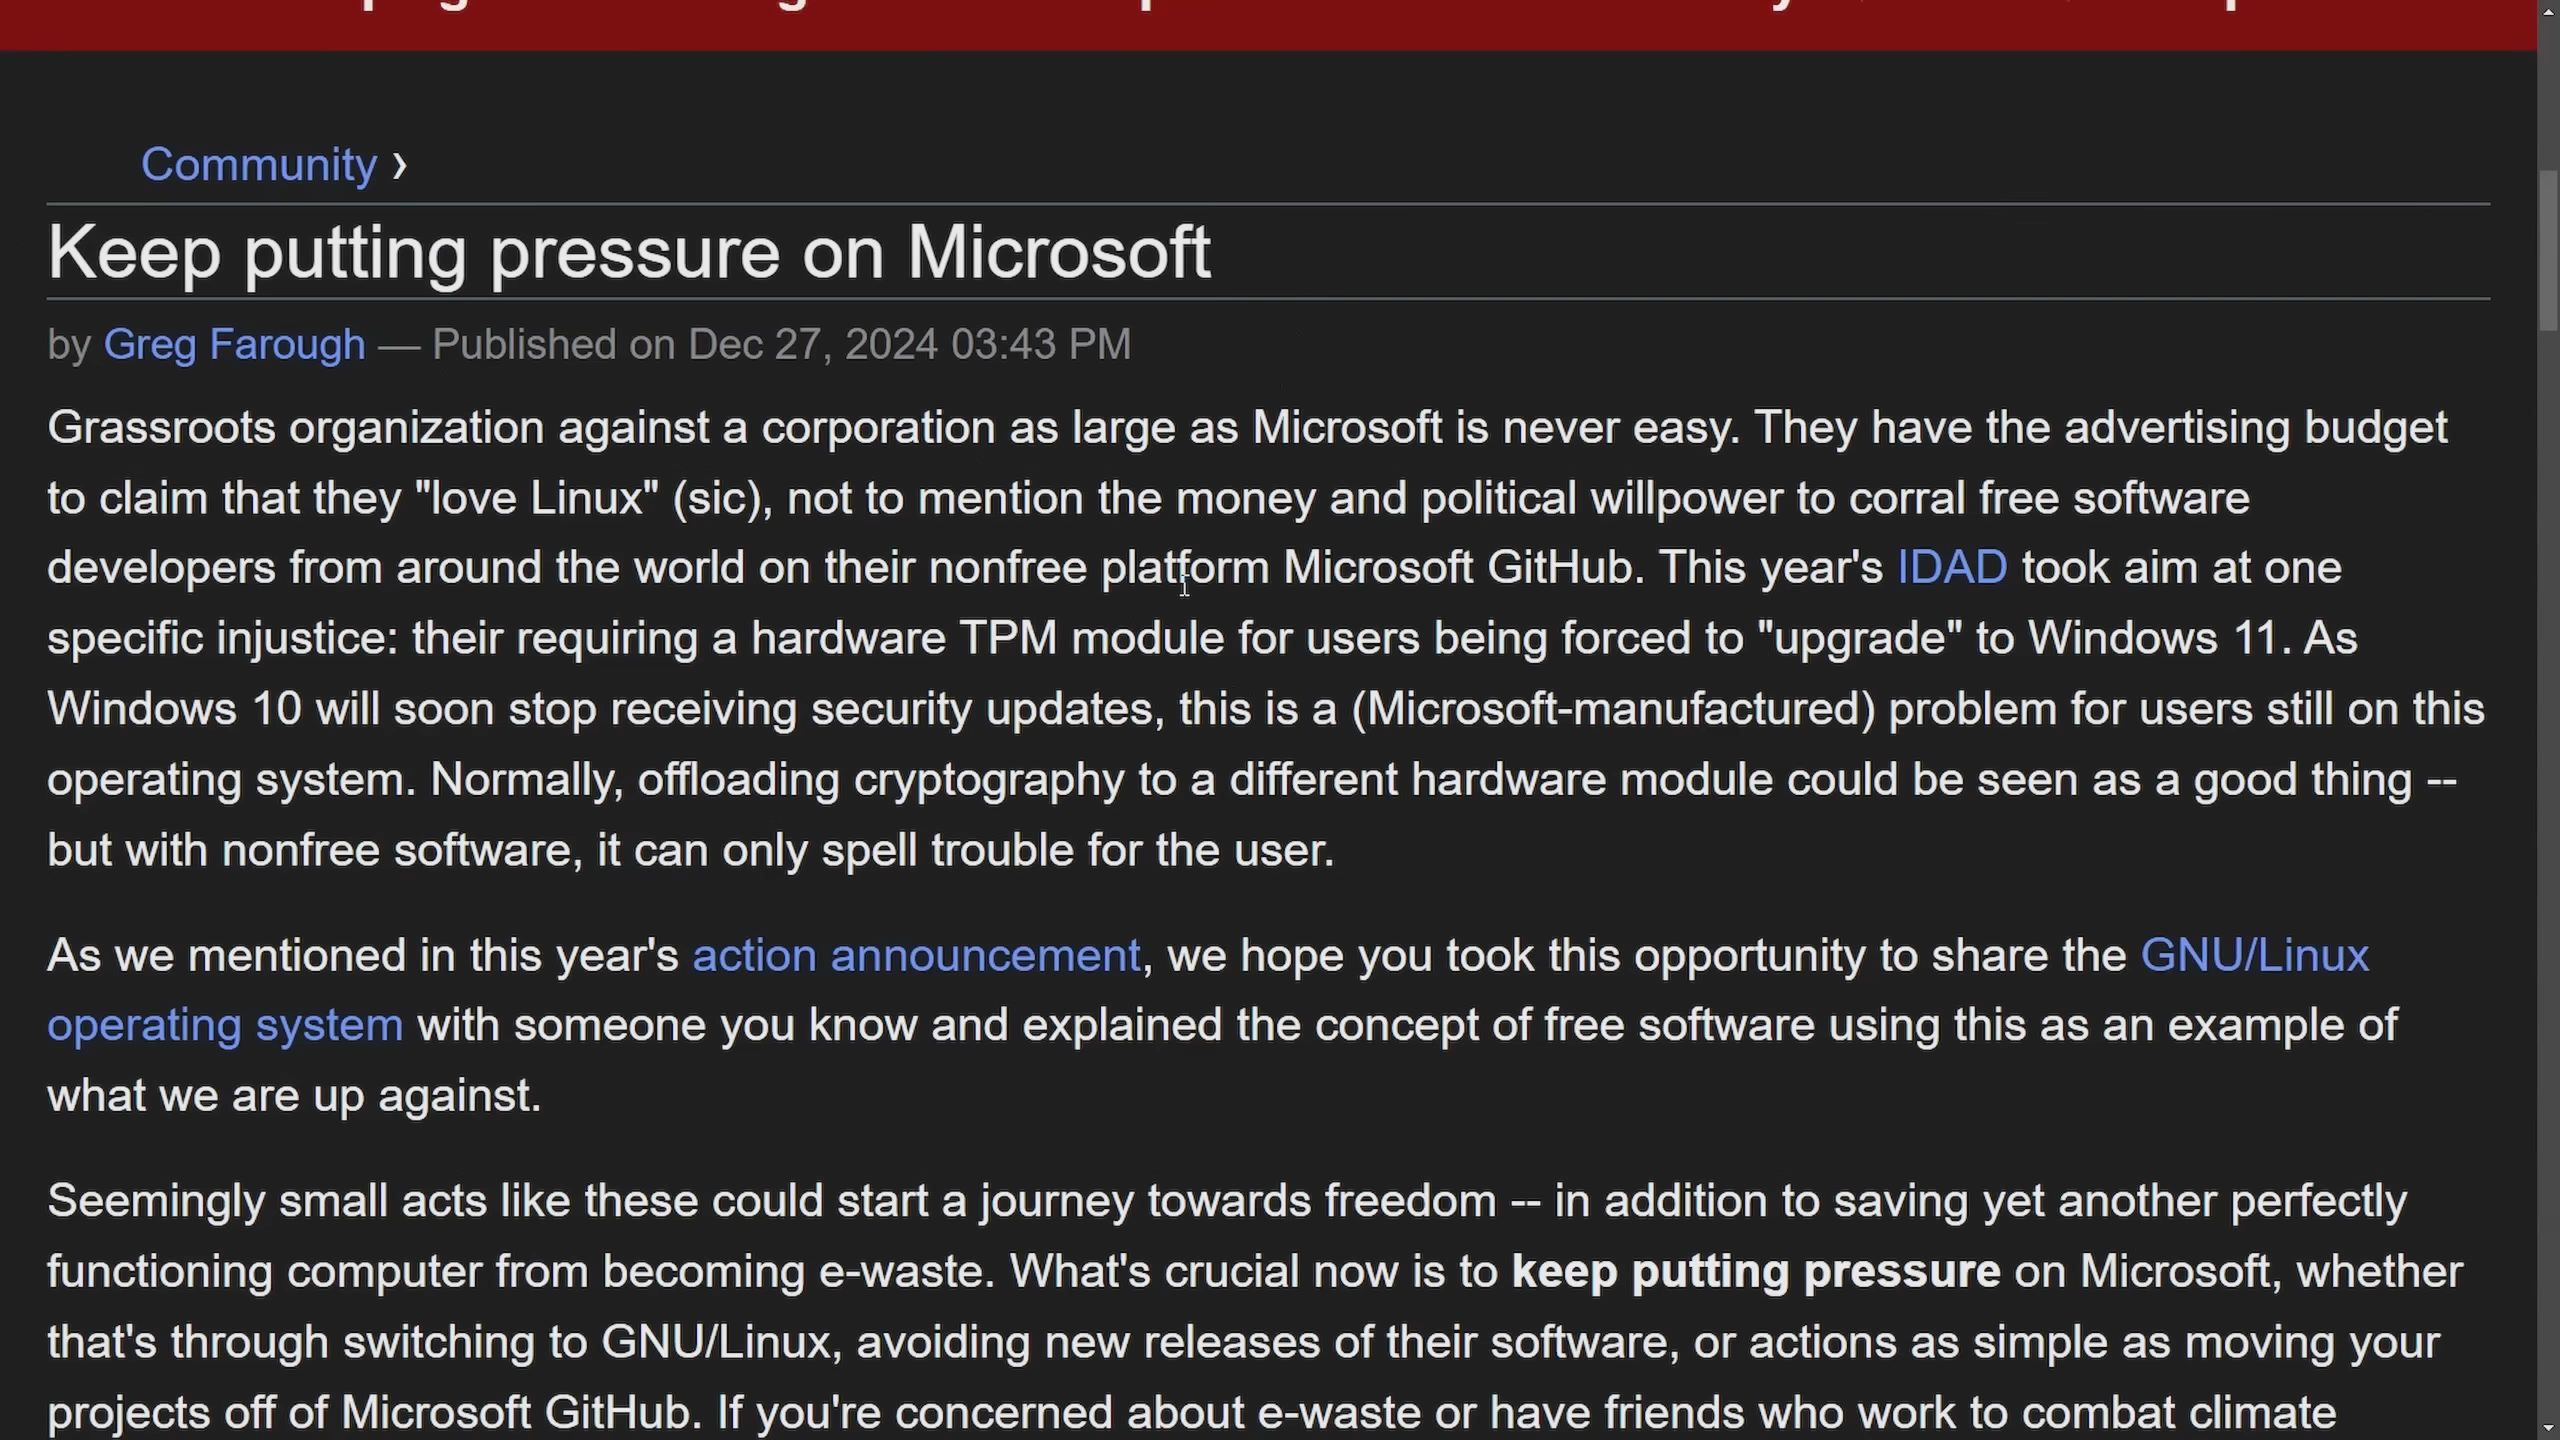 Community ›
Keep putting pressure on Microsoft
by Greg Farough — Published on Dec 27, 2024 03:43 PM
Grassroots organization against a corporation as large as Microsoft is never easy. They have the advertising budget
to claim that they "love Linux" (sic), not to mention the money and political willpower to corral free software
developers from around the world on their nonfree platform Microsoft GitHub. This year's IDAD took aim at one
specific injustice: their requiring a hardware TPM module for users being forced to "upgrade" to Windows 11. As
Windows 10 will soon stop receiving security updates, this is a (Microsoft-manufactured) problem for users still on this
operating system. Normally, offloading cryptography to a different hardware module could be seen as a good thing --
but with nonfree software, it can only spell trouble for the user.
As we mentioned in this year's action announcement, we hope you took this opportunity to share the GNU/Linux
operating system with someone you know and explained the concept of free software using this as an example of
what we are up against.
Seemingly small acts like these could start a journey towards freedom -- in addition to saving yet another perfectly
functioning computer from becoming e-waste. What's crucial now is to keep putting pressure on Microsoft, whether
that's through switching to GNU/Linux, avoiding new releases of their software, or actions as simple as moving your
projects off of Microsoft GitHub. If you're concerned about e-waste or have friends who work to combat climate